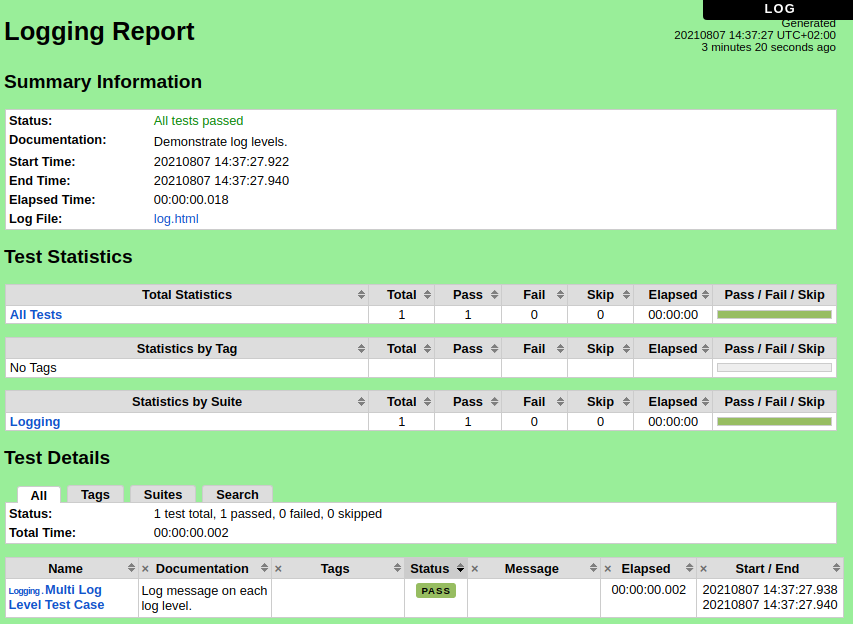 LOG
Logging Report
Generated
20210807 14:37:27 UTC+02:00
3 minutes 20 seconds ago
Summary Information
Status: All tests passed
Documentation: Demonstrate log levels.
Start Time: 20210807 14:37:27.922
End Time: 20210807 14:37:27.940
Elapsed Time: 00:00:00.018
Log File: log.html
Test Statistics
Total Statistics Total Pass Fail Skip Elapsed Pass / Fail / Skip
All Tests 1 1 0 0 00:00:00
Statistics by Tag Total Pass Fail Skip Elapsed Pass / Fail / Skip
No Tags
Statistics by Suite Total Pass Fail Skip Elapsed Pass / Fail / Skip
Logging 1 1 0 0 00:00:00
Test Details
All Tags Suites Search
Status: 1 test total, 1 passed, 0 failed, 0 skipped
Total Time: 00:00:00.002
Name × Documentation × Tags Status × Message × Elapsed × Start / End
Logging . Multi Log Level Test Case Log message on each log level. PASS 00:00:00.002 20210807 14:37:27.938
20210807 14:37:27.940